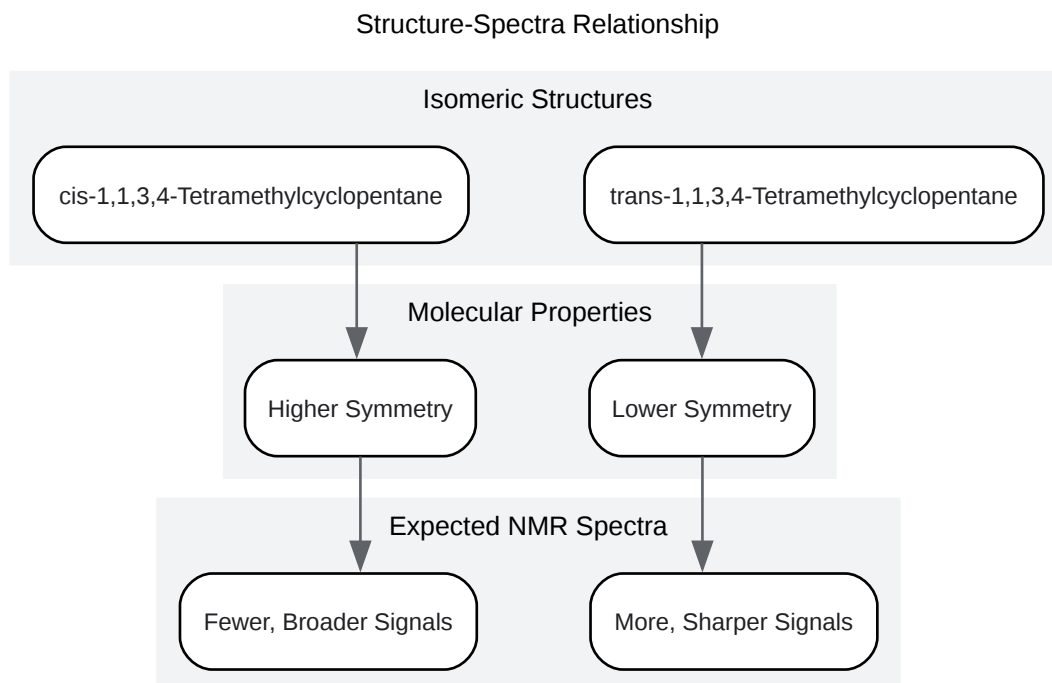 Structure-Spectra Relationship
Isomeric Structures
cis-1,1,3,4-Tetramethylcyclopentane
trans-1,1,3,4-Tetramethylcyclopentane
Molecular Properties
Higher Symmetry
Lower Symmetry
Expected NMR Spectra
Fewer, Broader Signals
More, Sharper Signals